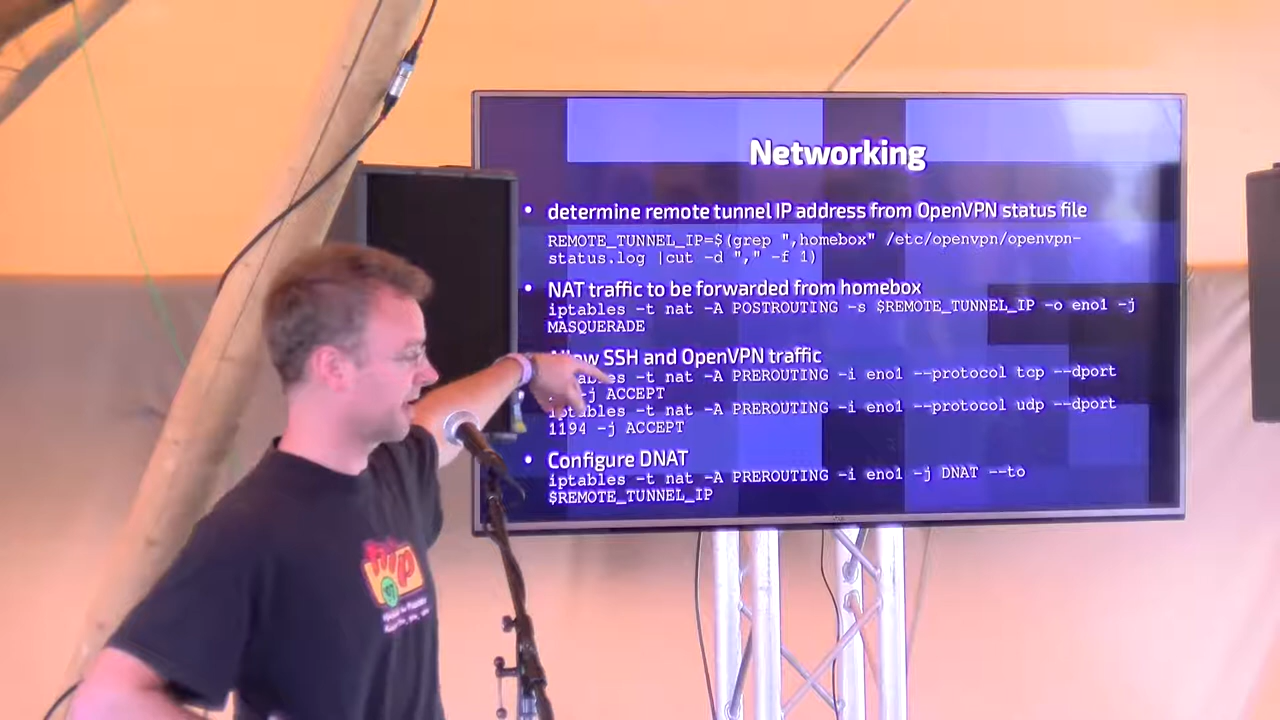 Networking
• determine remote tunnel IP address from OpenVPN status file
REMOTE_TUNNEL_IP=$(grep ",homebox" /etc/openvpn/openvpn-
status.log |cut -d "," -f 1)
• NAT traffic to be forwarded from homebox
iptables -t nat -A POSTROUTING -s $REMOTE_TUNNEL_IP -o eno1 -j
MASQUERADE
SSH and OpenVPN traffic
-t nat -A PREROUTING -i eno1 --protocol tcp --dport
-j ACCEPT
iptables -t nat -A PREROUTING -i eno1 --protocol udp --dport
1194 -j ACCEPT
• Configure DNAT
iptables -t nat -A PREROUTING -i eno1 -j DNAT --to
$REMOTE_TUNNEL_IP